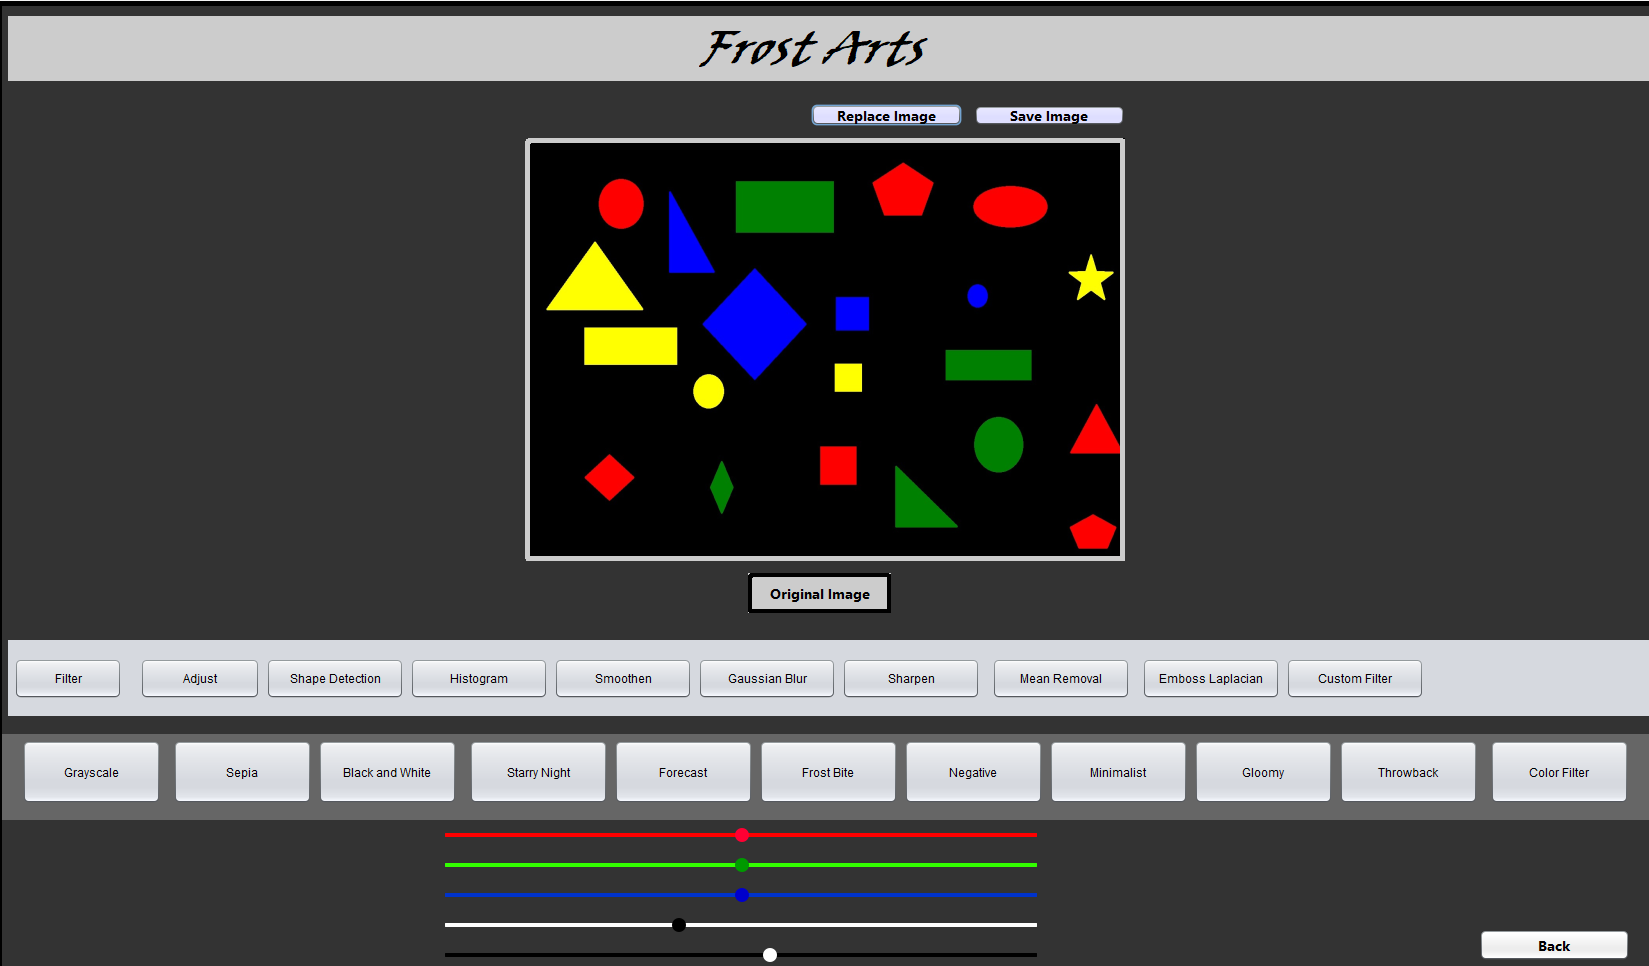 Frost Arts
Replace Image Save Image
Original Image
Filter Adjust Shape Detection Histogram Smoothen Gaussian Blur Sharpen Mean Removal Emboss Laplacian Custom Filter
Grayscale Sepia Black and White Starry Night Forecast Frost Bite Negative Minimalist Gloomy Throwback Color Filter
Back